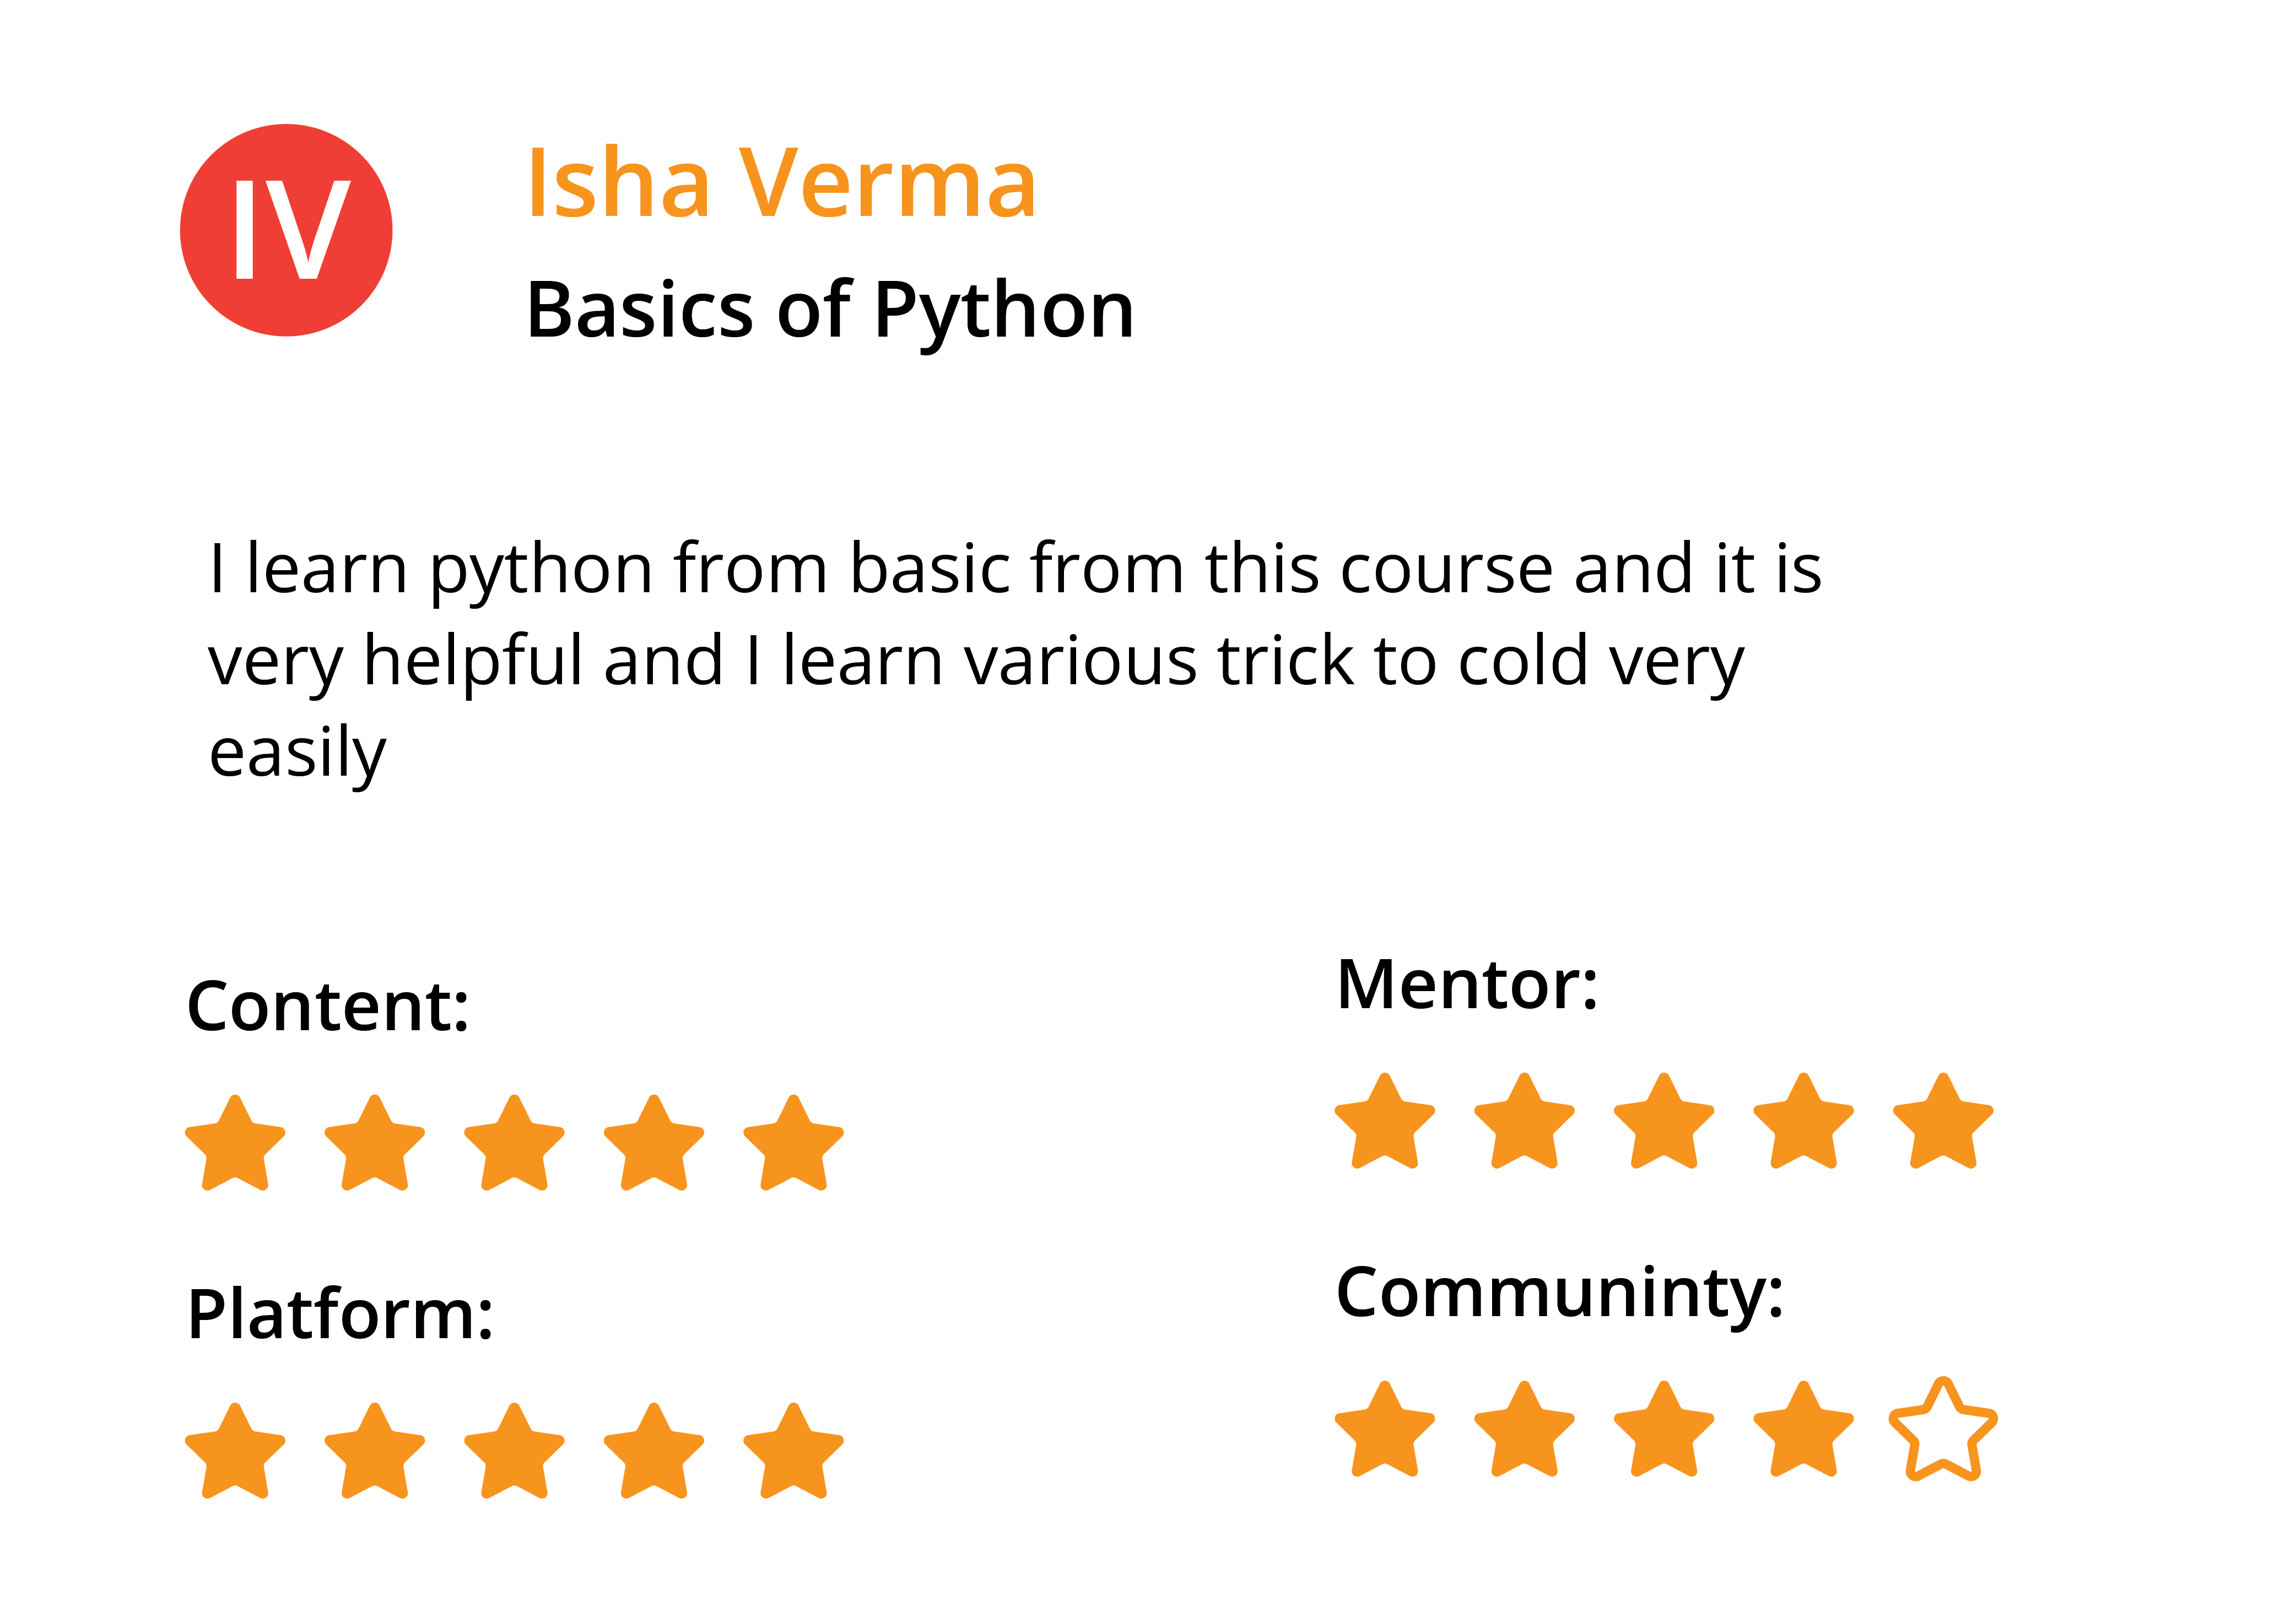 IV
Isha Verma
Basics of Python
I learn python from basic from this course and it is
very helpful and I learn various trick to cold very
easily
Content:
Mentor:
Platform:
Communinty: